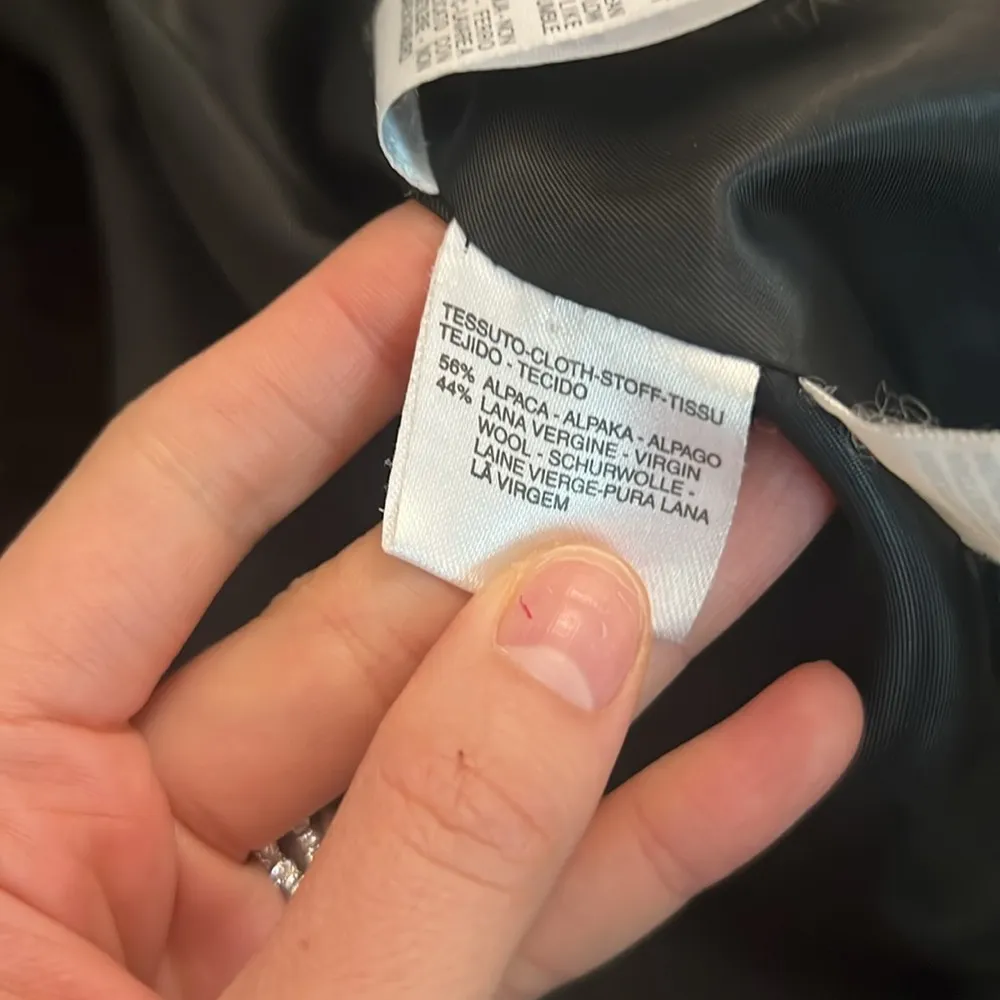 TESSUTO-CLOTH-STOFF-TISSU
TEJIDO - TECIDO
56% ALPACA - ALPAKA - ALPAGO
44% LANA VERGINE - VIRGIN
WOOL - SCHURWOLLE -
LAINE VIERGE-PURA LANA
LÃ VIRGEM